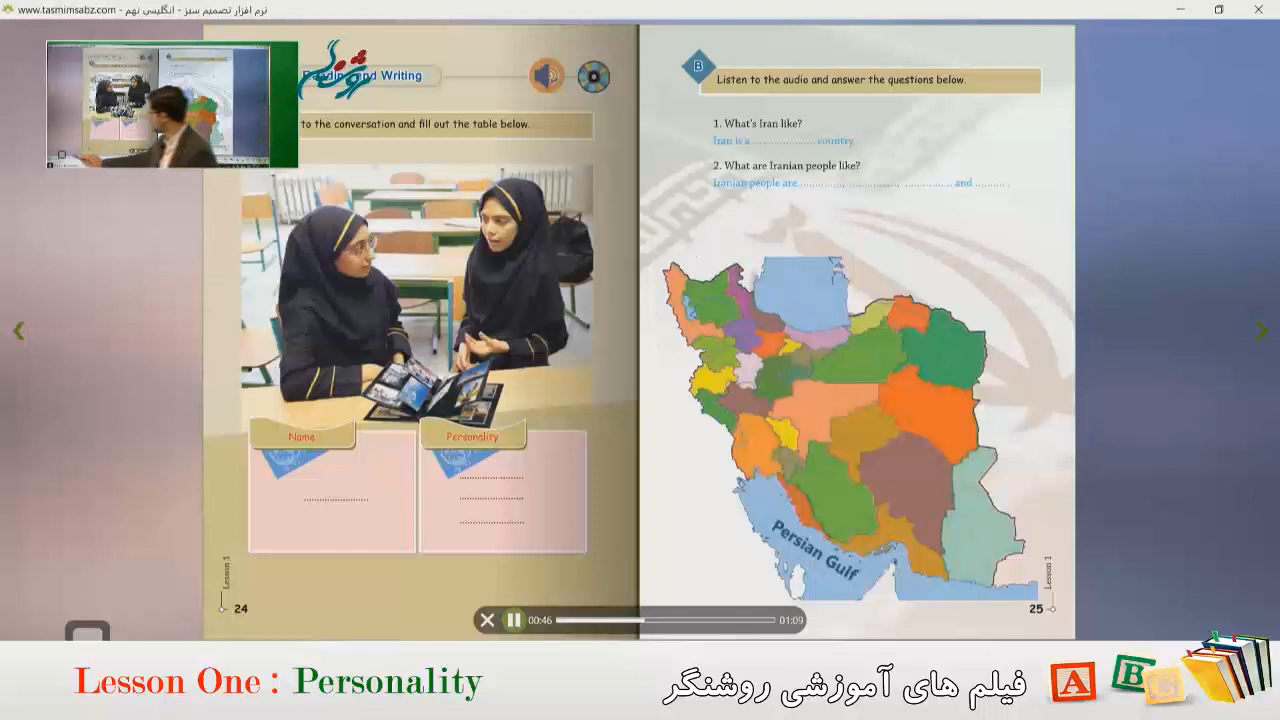 نرم افزار تصمیم سبز - انگلیسی نهم - www.tasmimsabz.com
and Writing
to the conversation and fill out the table below.
Name
Personality
Lesson 1
24
B
Listen to the audio and answer the questions below.
1. What's Iran like?
Iran is a ..................... country
2. What are Iranian people like?
Iranian people are..............., ................, ................ and ..........
Persian Gulf
Lesson 1
25
00:46
01:09
Lesson One : Personality
فیلم های آموزشی روشنگر
A
B
C